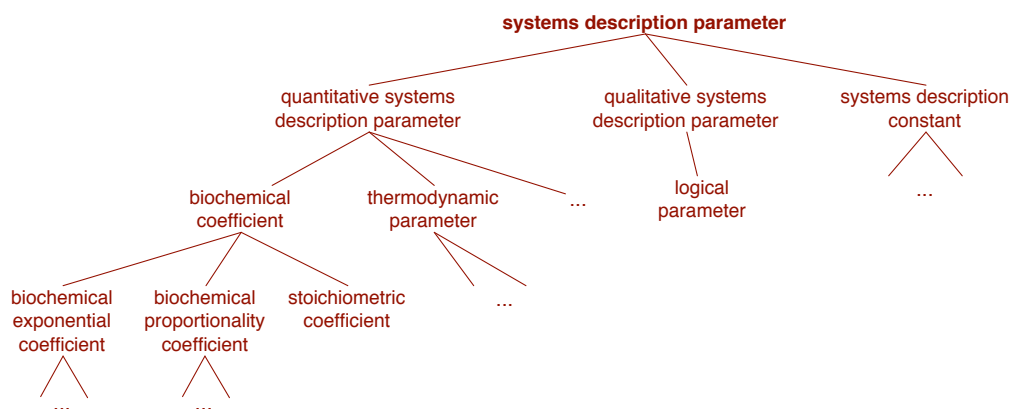 systems description parameter
quantitative systems
description parameter
qualitative systems
description parameter
systems description
constant
biochemical
coefficient
thermodynamic
parameter
...
logical
parameter
...
biochemical
exponential
coefficient
biochemical
proportionality
coefficient
stoichiometric
coefficient
...
...
...